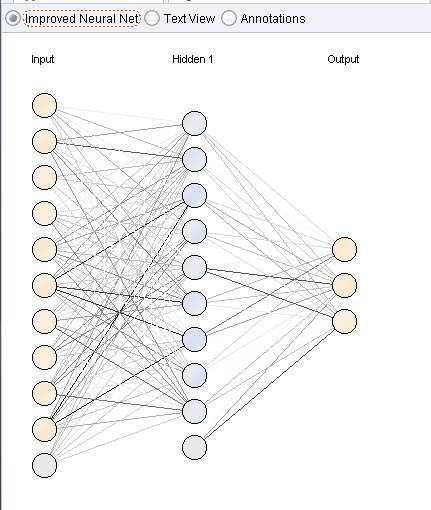 Improved Neural Net Text View Annotations
Input Hidden 1 Output